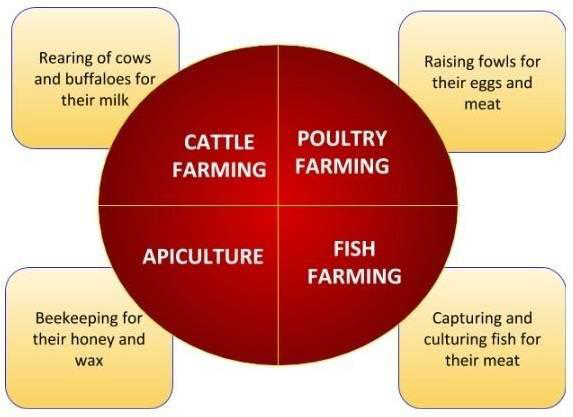 Rearing of cows
and buffaloes for
their milk
Raising fowls for
their eggs and
meat
CATTLE
FARMING
POULTRY
FARMING
APICULTURE
FISH
FARMING
Beekeeping for
their honey and
wax
Capturing and
culturing fish for
their meat